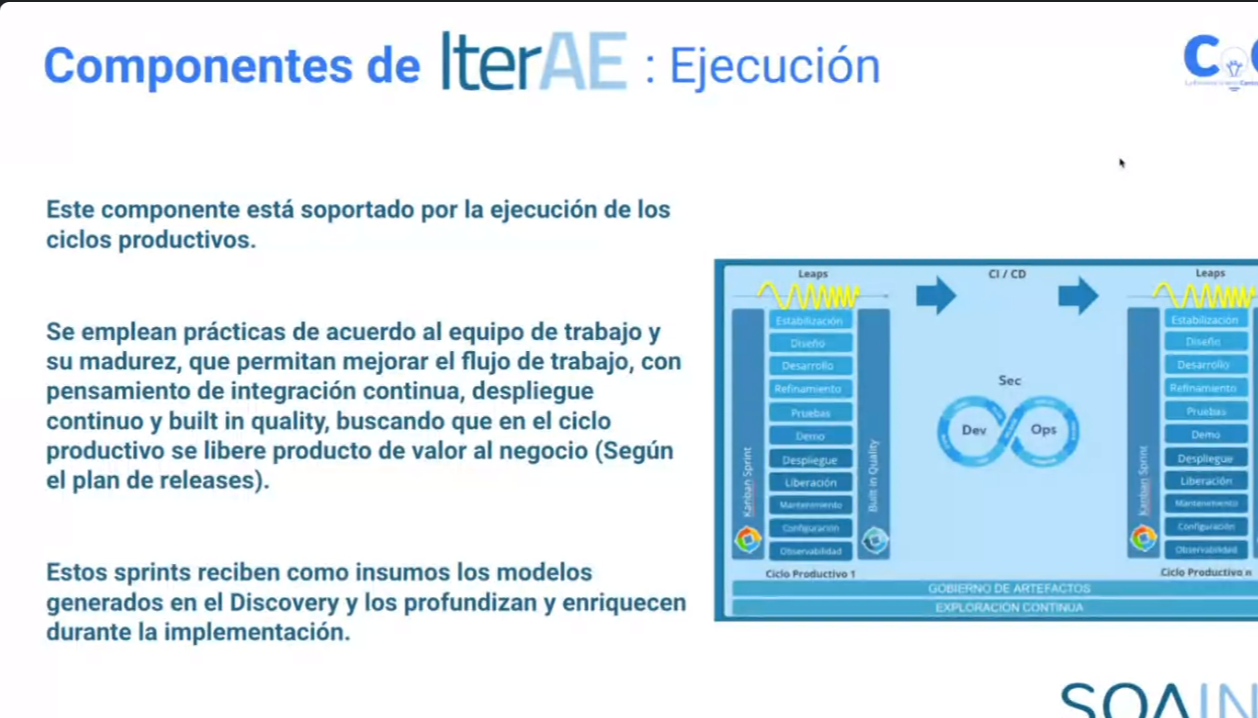 Componentes de IterAE : Ejecución
Este componente está soportado por la ejecución de los
ciclos productivos.
Se emplean prácticas de acuerdo al equipo de trabajo y
su madurez, que permitan mejorar el flujo de trabajo, con
pensamiento de integración continua, despliegue
continuo y built in quality, buscando que en el ciclo
productivo se libere producto de valor al negocio (Según
el plan de releases).
Estos sprints reciben como insumos los modelos
generados en el Discovery y los profundizan y enriquecen
durante la implementación.
Leaps
Estabilización
Diseño
Desarrollo
Refinamiento
Pruebas
Demo
Despliegue
Liberación
Mantenimiento
Configuración
Observabilidad
Kanban Sprint
Built in Quality
Ciclo Productivo 1
CI / CD
Sec
Dev
Ops
Leaps
Estabilización
Diseño
Desarrollo
Refinamiento
Pruebas
Demo
Despliegue
Liberación
Mantenimiento
Configuración
Observabilidad
Kanban Sprint
Ciclo Productivo n
GOBIERNO DE ARTEFACTOS
EXPLORACIÓN CONTINUA
SOAIN